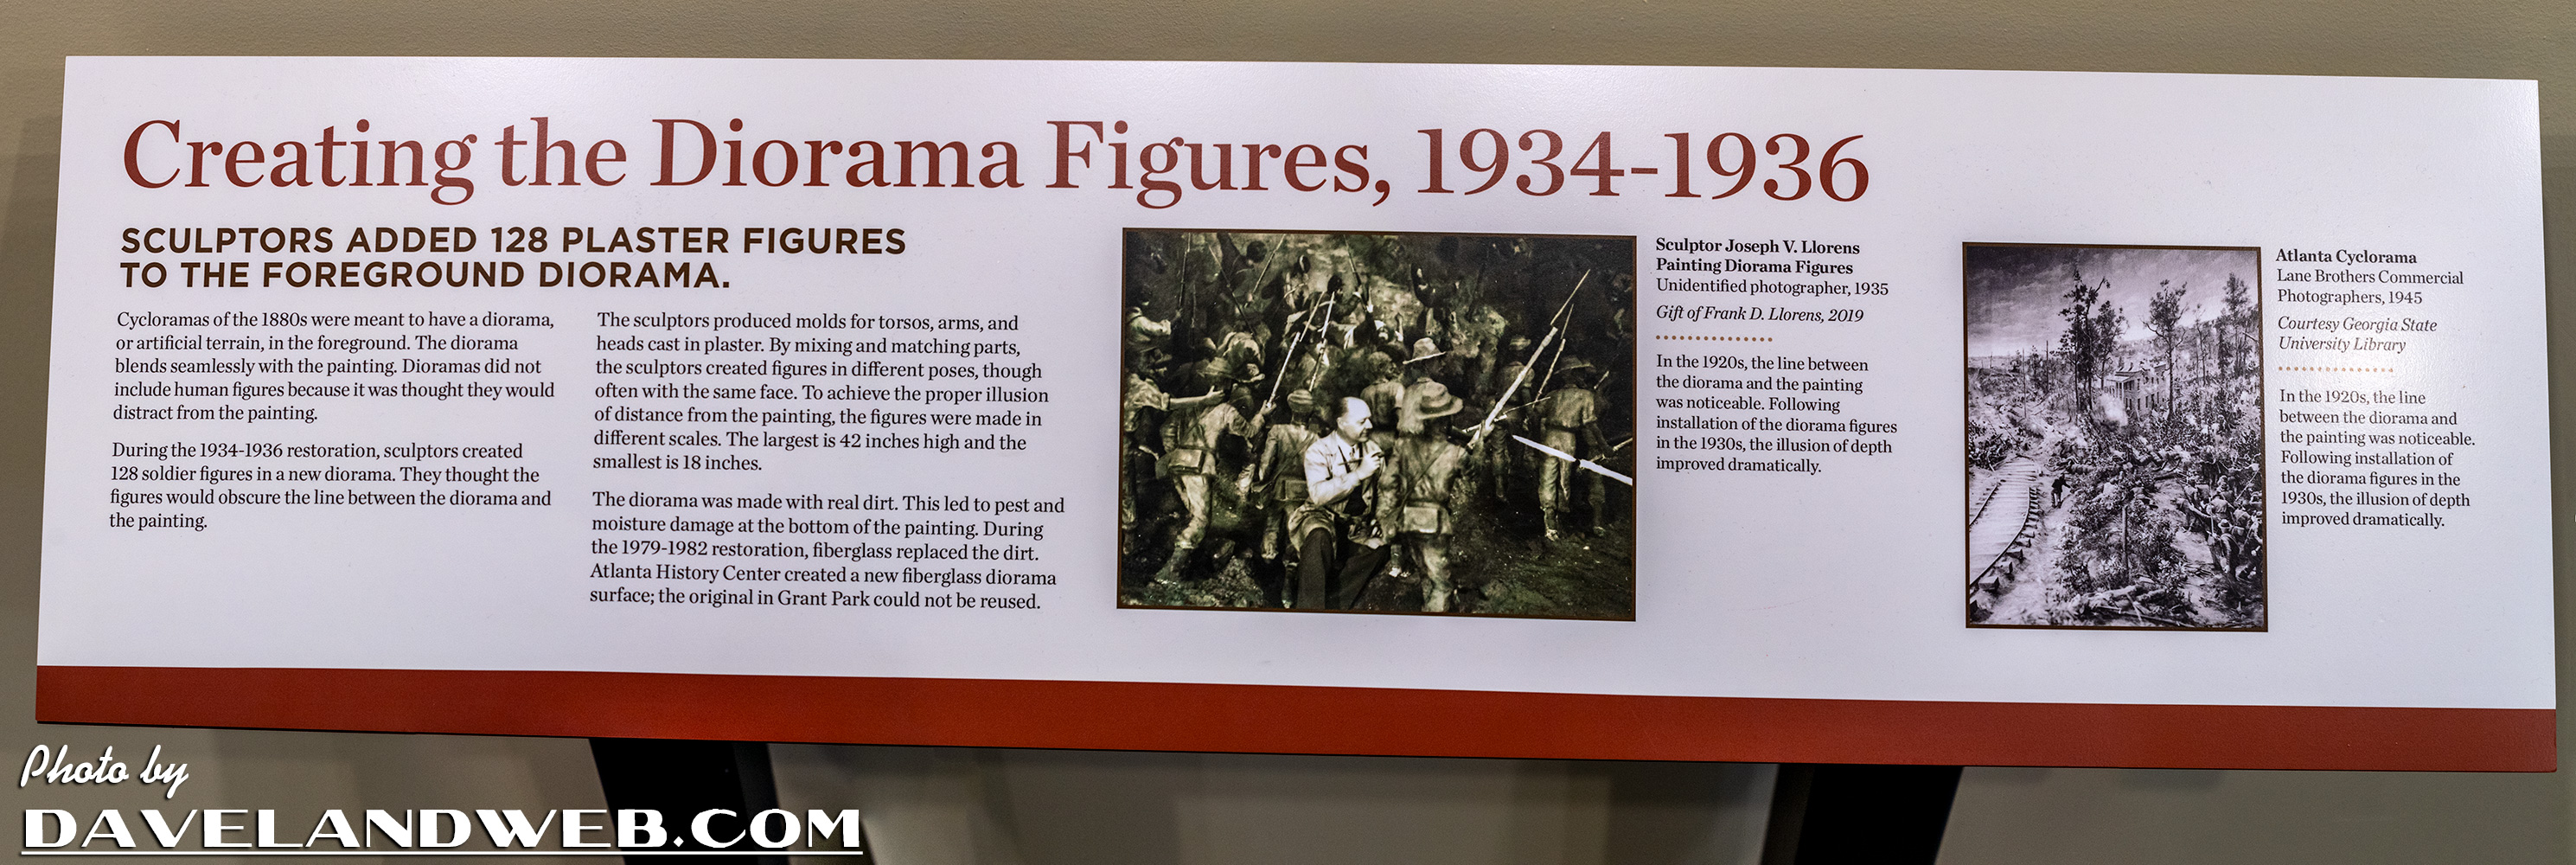 Creating the Diorama Figures, 1934-1936
SCULPTORS ADDED 128 PLASTER FIGURES
TO THE FOREGROUND DIORAMA.
Cycloramas of the 1880s were meant to have a diorama,
or artificial terrain, in the foreground. The diorama
blends seamlessly with the painting. Dioramas did not
include human figures because it was thought they would
distract from the painting.
During the 1934-1936 restoration, sculptors created
128 soldier figures in a new diorama. They thought the
figures would obscure the line between the diorama and
the painting.
The sculptors produced molds for torsos, arms, and
heads cast in plaster. By mixing and matching parts,
the sculptors created figures in different poses, though
often with the same face. To achieve the proper illusion
of distance from the painting, the figures were made in
different scales. The largest is 42 inches high and the
smallest is 18 inches.
The diorama was made with real dirt. This led to pest and
moisture damage at the bottom of the painting. During
the 1979-1982 restoration, fiberglass replaced the dirt.
Atlanta History Center created a new fiberglass diorama
surface; the original in Grant Park could not be reused.
Sculptor Joseph V. Llorens
Painting Diorama Figures
Unidentified photographer, 1935
Gift of Frank D. Llorens, 2019
In the 1920s, the line between
the diorama and the painting
was noticeable. Following
installation of the diorama figures
in the 1930s, the illusion of depth
improved dramatically.
Atlanta Cyclorama
Lane Brothers Commercial
Photographers, 1945
Courtesy Georgia State
University Library
In the 1920s, the line
between the diorama and
the painting was noticeable.
Following installation of
the diorama figures in the
1930s, the illusion of depth
improved dramatically.
Photo by
DAVELANDWEB.COM